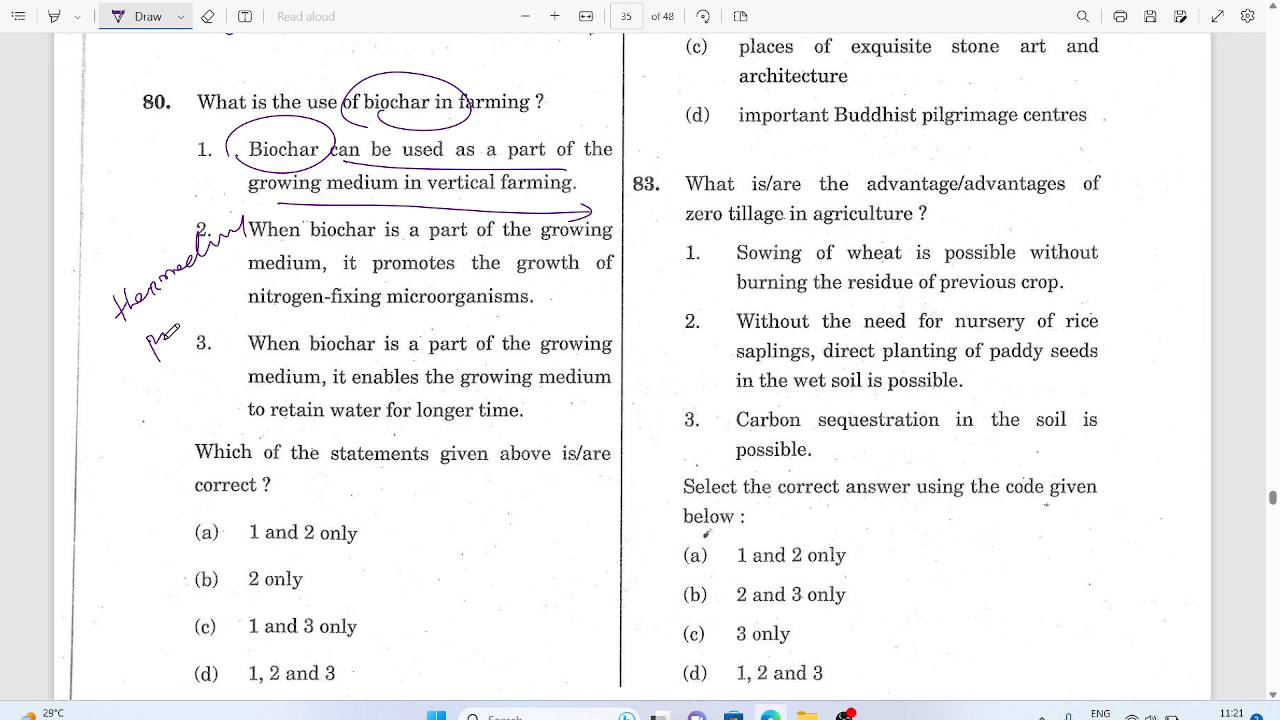 Draw
Read aloud
35 of 48
80. What is the use of biochar in farming ?
1. Biochar can be used as a part of the
growing medium in vertical farming.
2. When biochar is a part of the growing
medium, it promotes the growth of
nitrogen-fixing microorganisms.
3. When biochar is a part of the growing
medium, it enables the growing medium
to retain water for longer time.
Which of the statements given above is/are
correct ?
(a) 1 and 2 only
(b) 2 only
(c) 1 and 3 only
(d) 1, 2 and 3
(c) places of exquisite stone art and
architecture
(d) important Buddhist pilgrimage centres
83. What is/are the advantage/advantages of
zero tillage in agriculture ?
1. Sowing of wheat is possible without
burning the residue of previous crop.
2. Without the need for nursery of rice
saplings, direct planting of paddy seeds
in the wet soil is possible.
3. Carbon sequestration in the soil is
possible.
Select the correct answer using the code given
below :
(a) 1 and 2 only
(b) 2 and 3 only
(c) 3 only
(d) 1, 2 and 3
29°C
Search
ENG